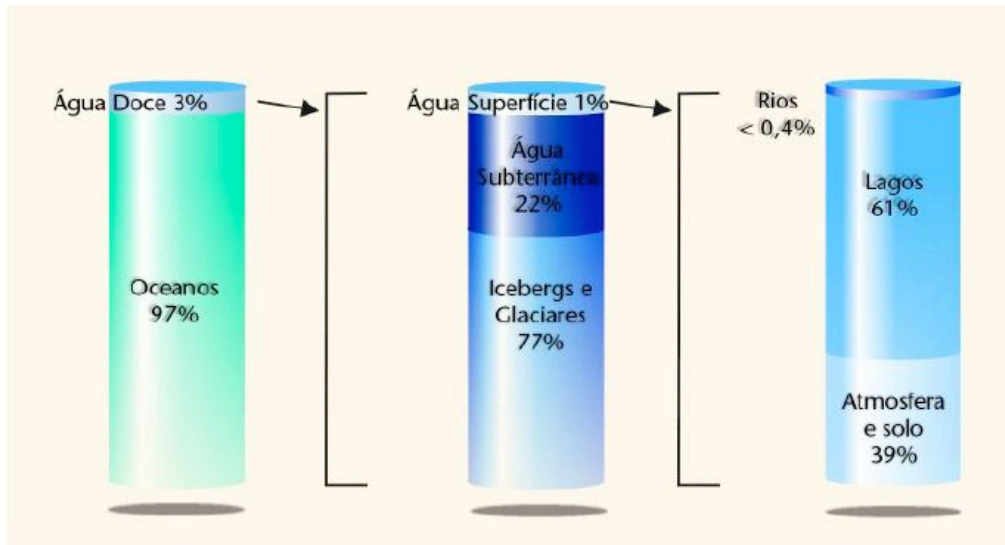 Água Doce 3%
Oceanos
97%
Água Superfície 1%
Água
Subterrânea
22%
Icebergs e
Glaciares
77%
Rios
< 0,4%
Lagos
61%
Atmosfera
e solo
39%